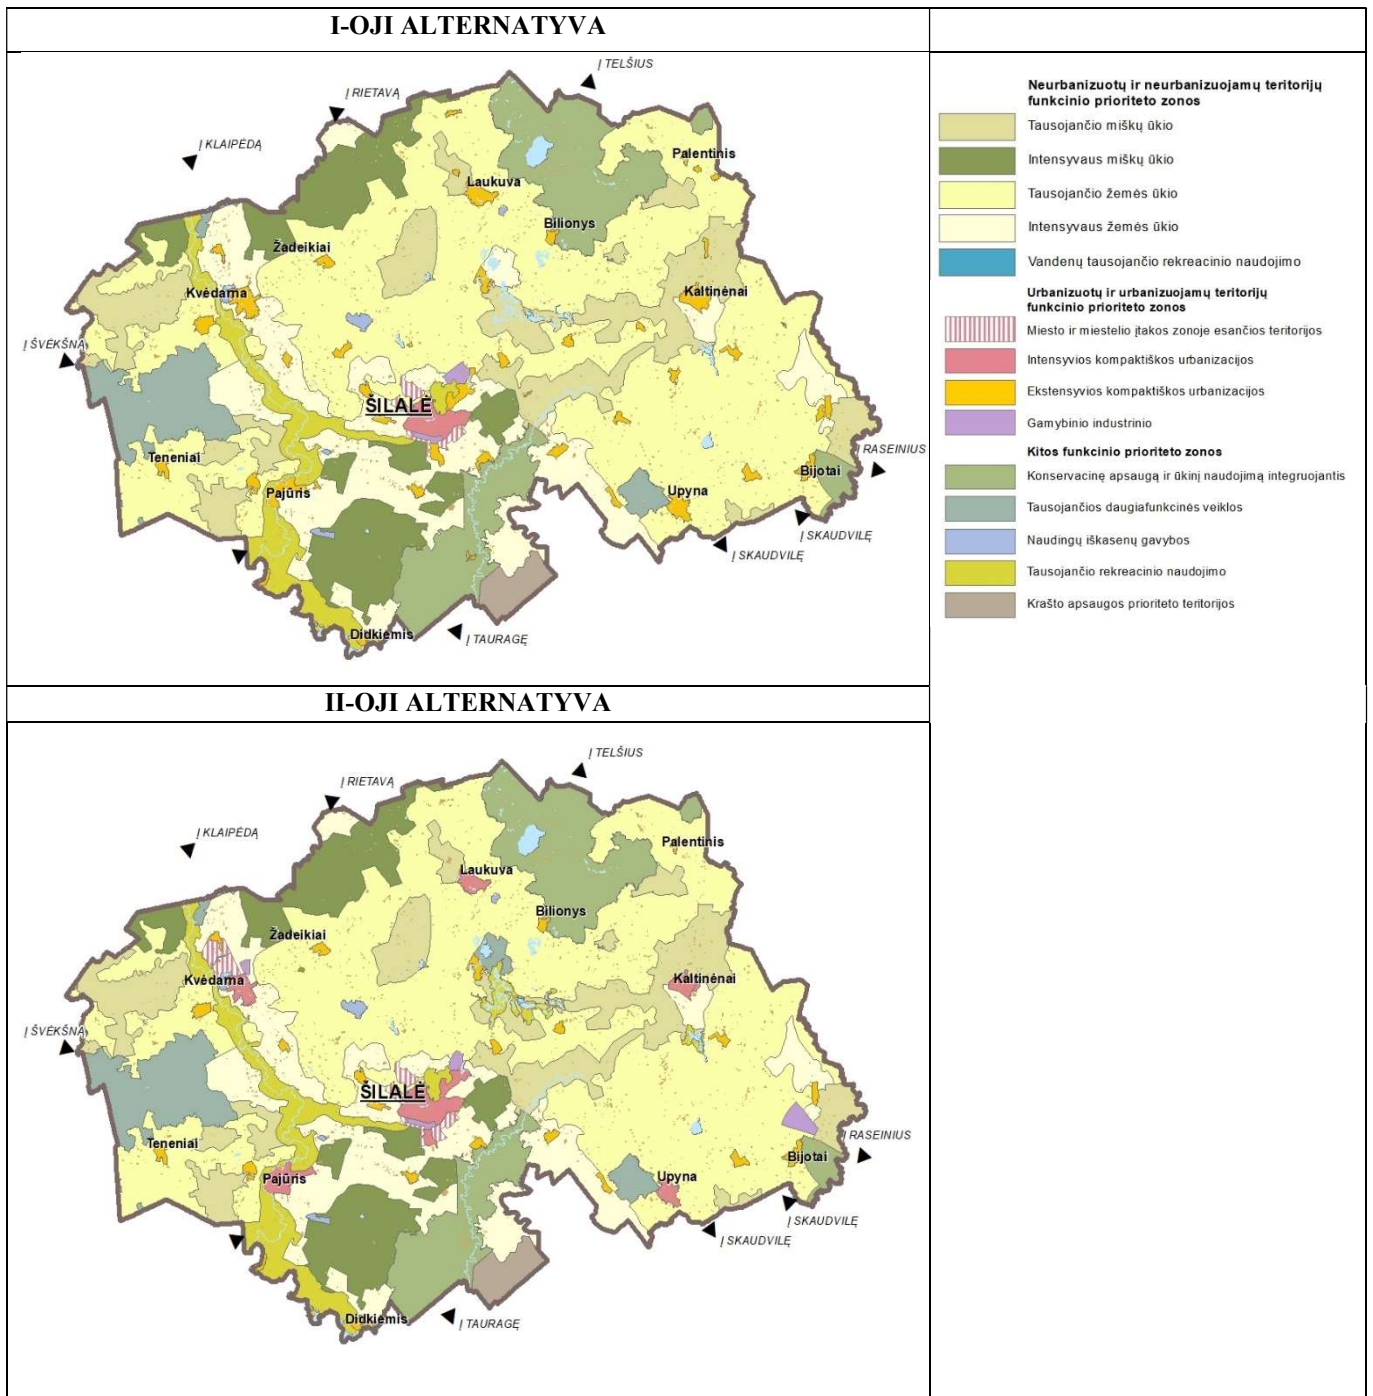 I-OJI ALTERNATYVA
Į TELŠIUS
Į RIETAVĄ
Į KLAIPĖDĄ
Palentinis
Laukuva
Bilionys
Žadeikiai
Kvėdarna
Kaltinėnai
Į ŠVĖKŠNĄ
ŠILALĖ
Į RASEINIUS
Teneniai
Bijotai
Pajūris
Upyna
Į SKAUDVILĘ
Į SKAUDVILĘ
Didkiemis
Į TAURAGĘ
Neurbanizuotų ir neurbanizuojamų teritorijų
funkcinio prioriteto zonos
Tausojančio miškų ūkio
Intensyvaus miškų ūkio
Tausojančio žemės ūkio
Intensyvaus žemės ūkio
Vandenų tausojančio rekreacinio naudojimo
Urbanizuotų ir urbanizuojamų teritorijų
funkcinio prioriteto zonos
Miesto ir miestelio įtakos zonoje esančios teritorijos
Intensyvios kompaktiškos urbanizacijos
Ekstensyvios kompaktiškos urbanizacijos
Gamybinio industrinio
Kitos funkcinio prioriteto zonos
Konservacinę apsaugą ir ūkinį naudojimą integruojantis
Tausojančios daugiafunkcinės veiklos
Naudingų iškasenų gavybos
Tausojančio rekreacinio naudojimo
Krašto apsaugos prioriteto teritorijos
II-OJI ALTERNATYVA
Į TELŠIUS
Į RIETAVĄ
Į KLAIPĖDĄ
Palentinis
Laukuva
Bilionys
Žadeikiai
Kvėdarna
Kaltinėnai
Į ŠVĖKŠNĄ
ŠILALĖ
Į RASEINIUS
Teneniai
Bijotai
Pajūris
Upyna
Į SKAUDVILĘ
Į SKAUDVILĘ
Didkiemis
Į TAURAGĘ